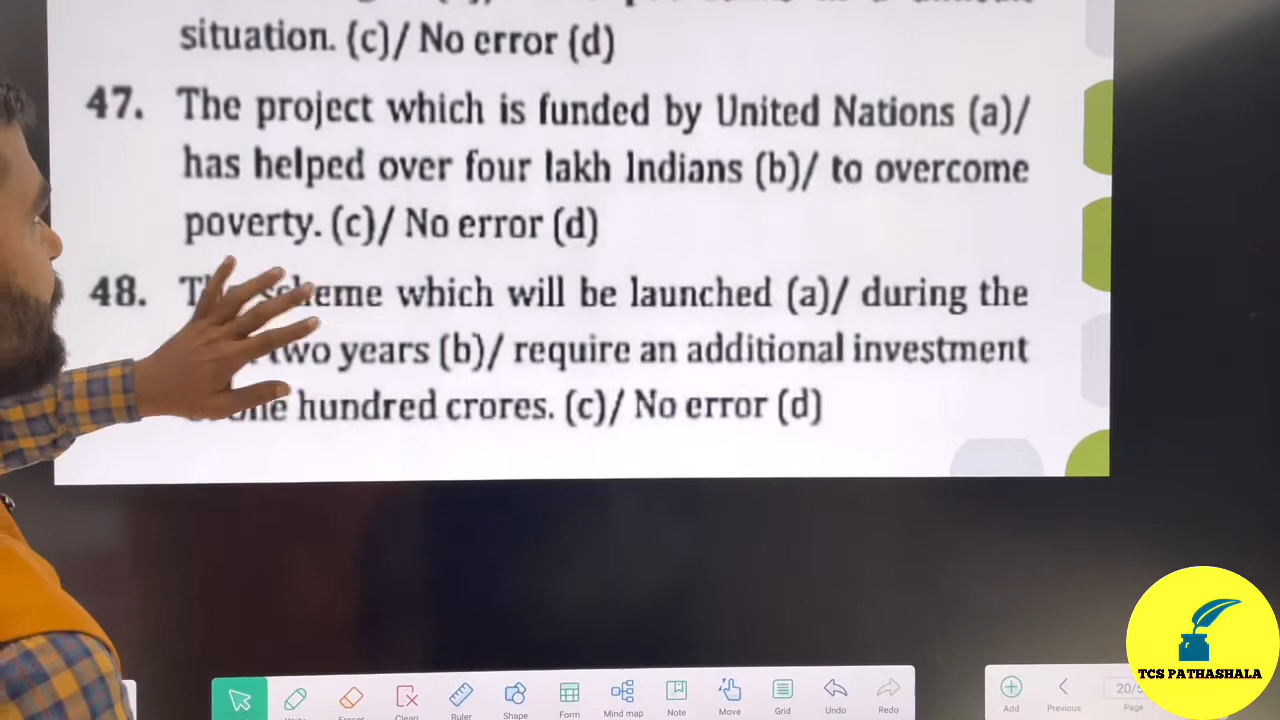 situation. (c)/ No error (d)
47. The project which is funded by United Nations (a)/
has helped over four lakh Indians (b)/ to overcome
poverty. (c)/ No error (d)
48. which will be launched (a)/ during the
two years (b)/ require an additional investment
hundred crores. (c)/ No error (d)
TCS PATHASHALA
Clean
Ruler
Shape
Form
Mind map
Note
Move
Grid
Undo
Redo
Add
Previous
Page